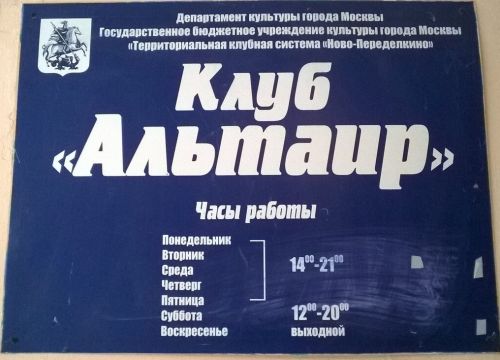 Департамент культуры города Москвы
Государственное бюджетное учреждение культуры города Москвы
«Территориальная клубная система «Ново-Переделкино»
Клуб
«Альтаир»
Часы работы
Понедельник
Вторник
Среда 14⁰⁰-21⁰⁰
Четверг
Пятница
Суббота 12⁰⁰-20⁰⁰
Воскресенье выходной